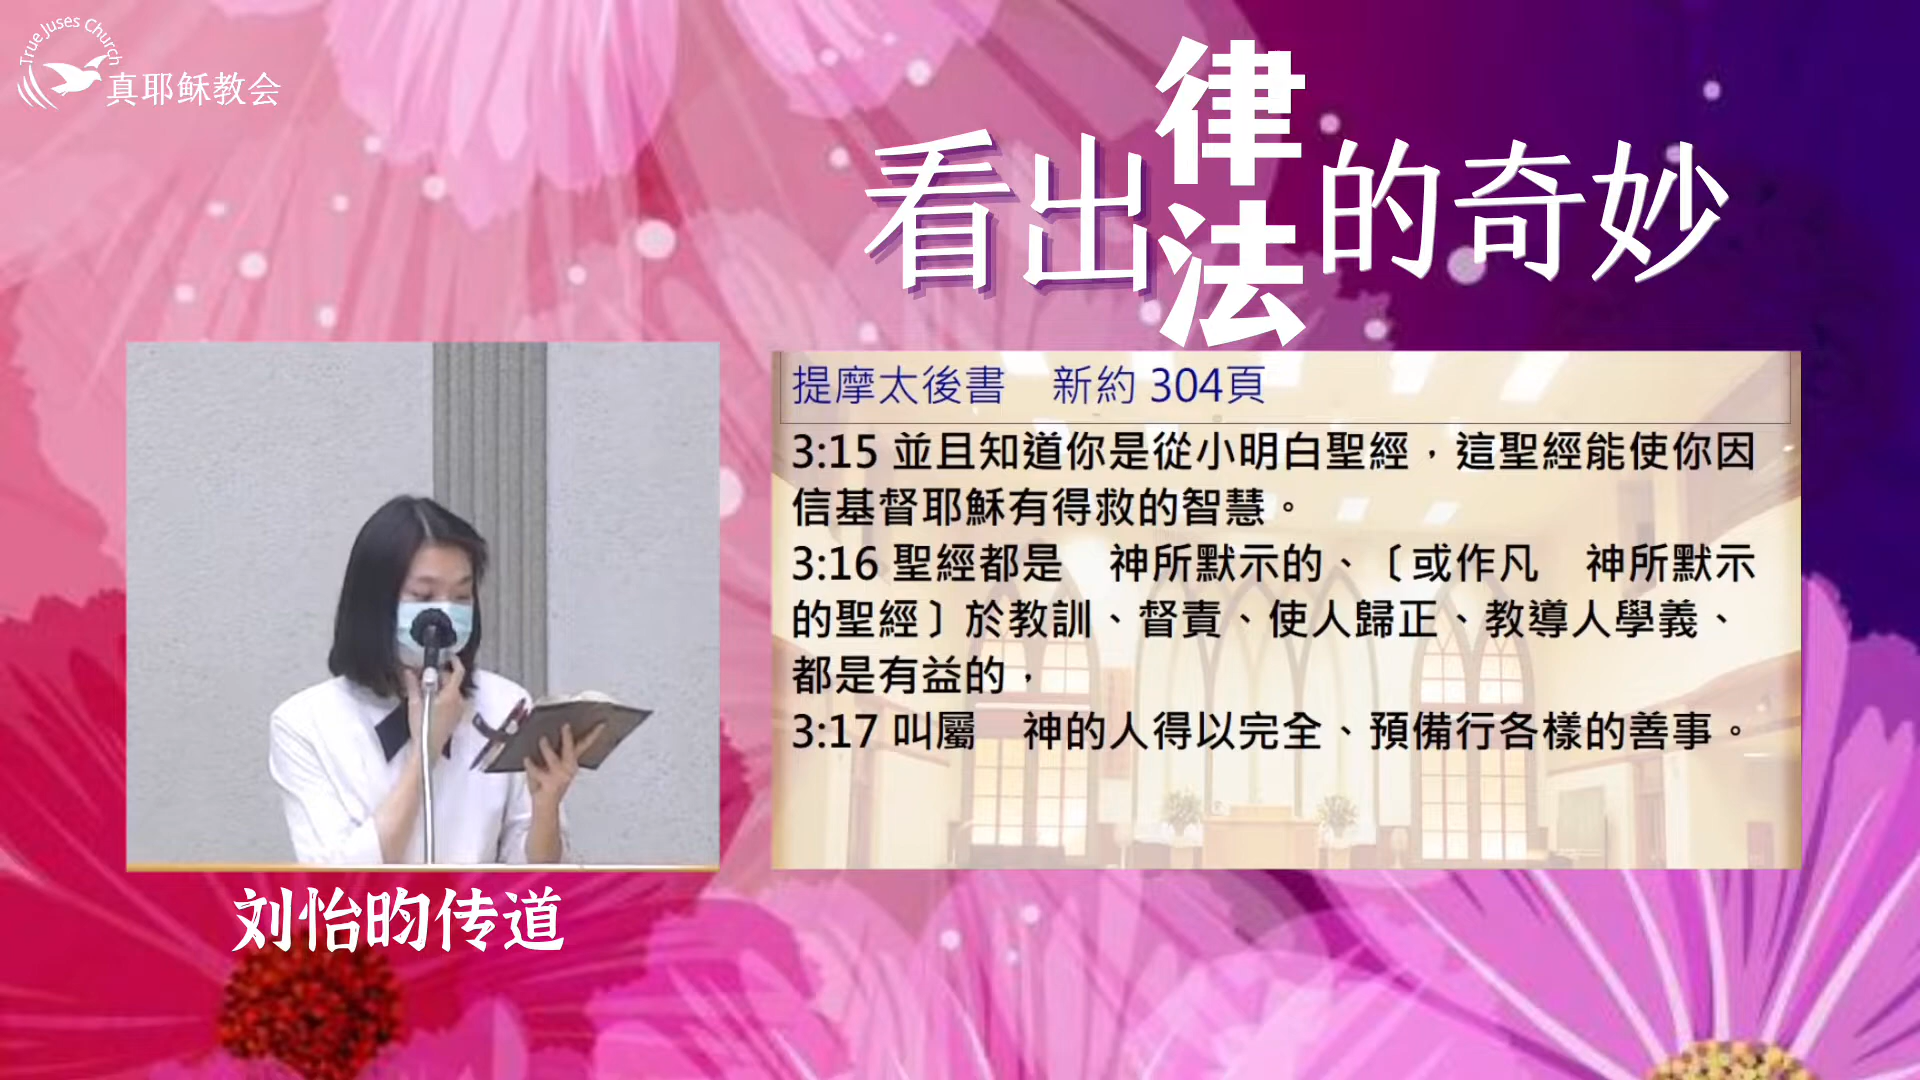 True Juses Church
真耶稣教会
看出律法的奇妙
提摩太後書　新約 304頁
3:15 並且知道你是從小明白聖經，這聖經能使你因
信基督耶穌有得救的智慧。
3:16 聖經都是　神所默示的、〔或作凡　神所默示
的聖經〕於教訓、督責、使人歸正、教導人學義、
都是有益的，
3:17 叫屬　神的人得以完全、預備行各樣的善事。
刘怡昀传道